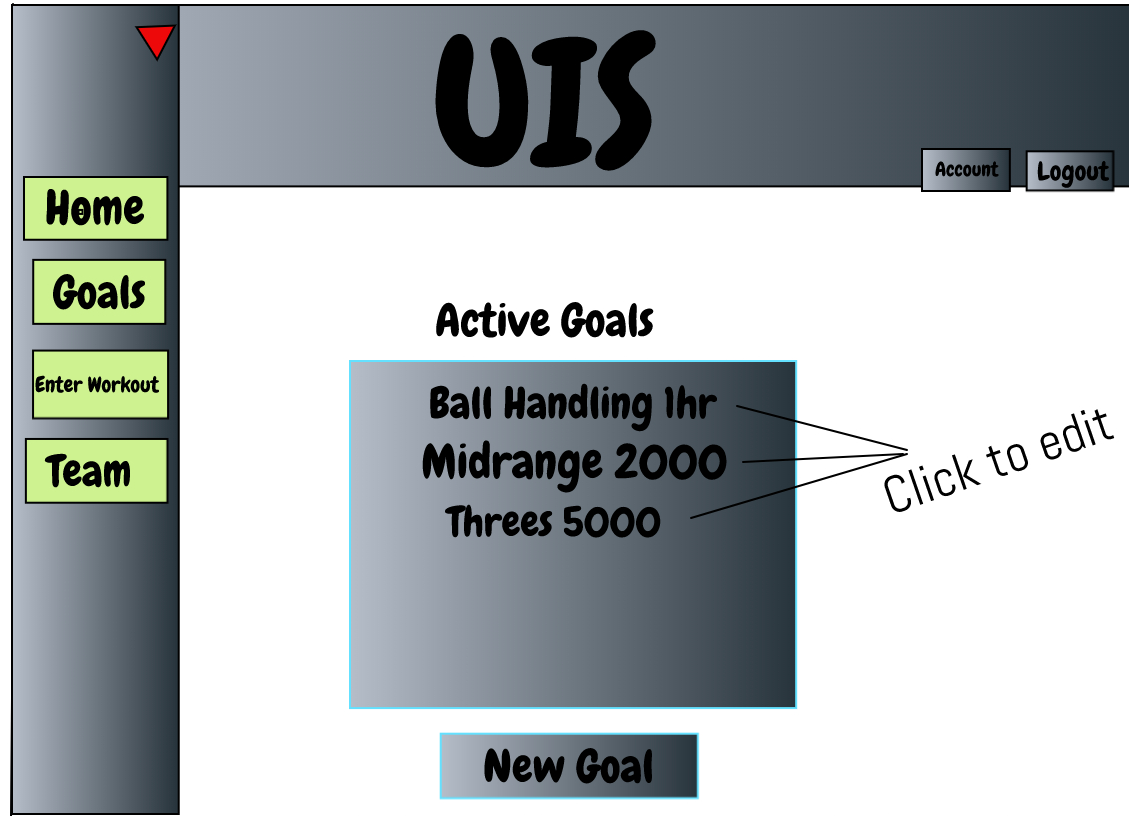 UIS
Account
Logout
Home
Goals
Enter Workout
Team
Active Goals
Ball Handling 1hr
Midrange 2000
Threes 5000
Click to edit
New Goal